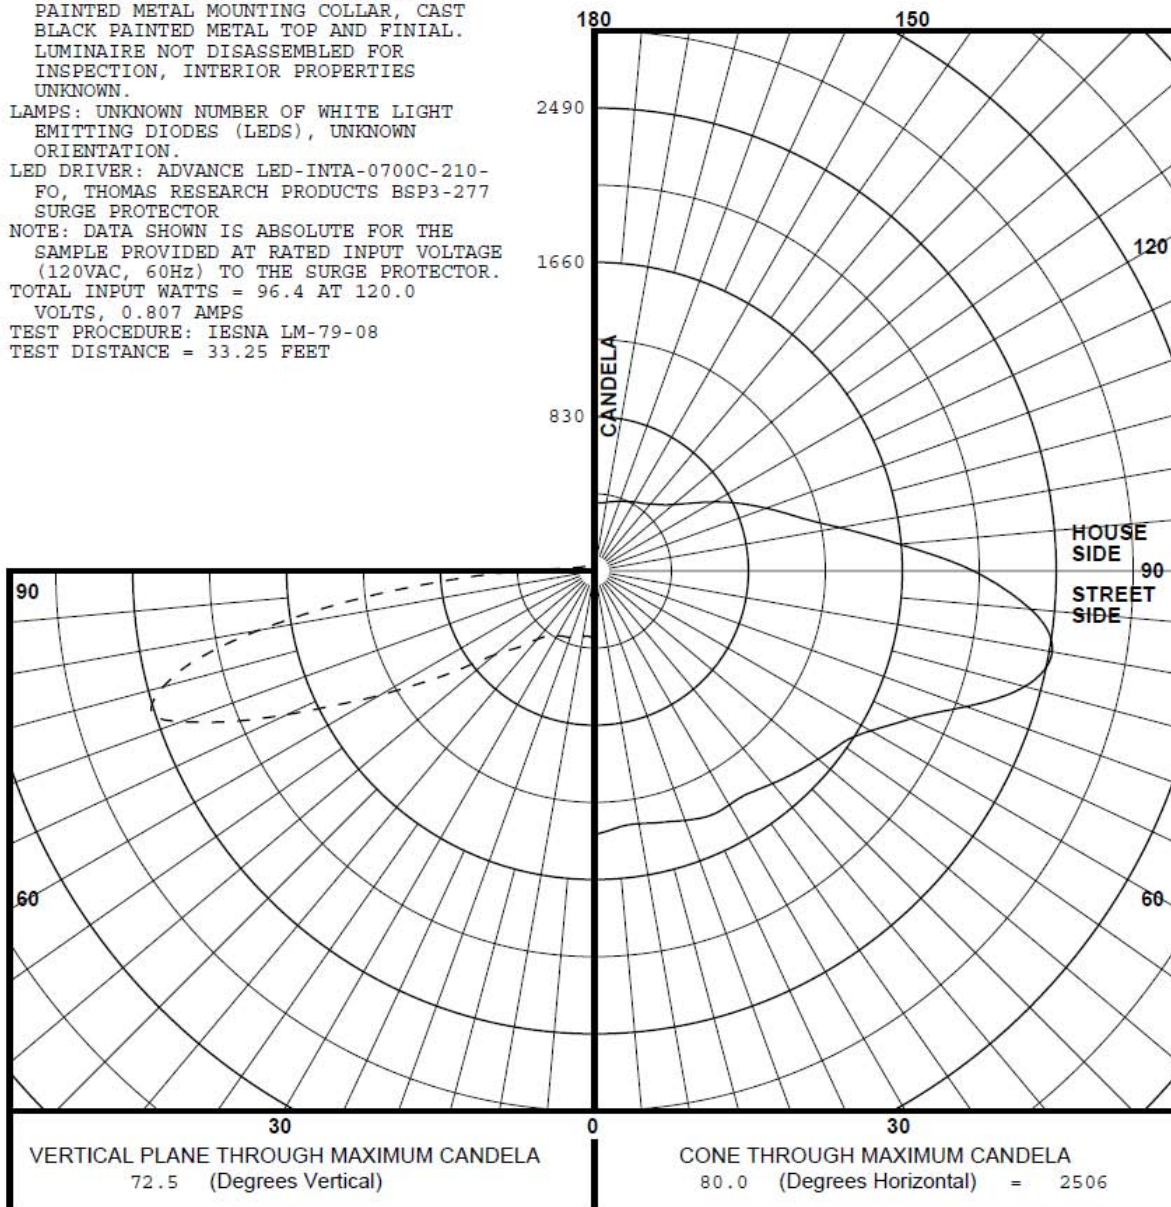 PAINTED METAL MOUNTING COLLAR, CAST
BLACK PAINTED METAL TOP AND FINIAL.
LUMINAIRE NOT DISASSEMBLED FOR
INSPECTION, INTERIOR PROPERTIES
UNKNOWN.
LAMPS: UNKNOWN NUMBER OF WHITE LIGHT
EMITTING DIODES (LEDS), UNKNOWN
ORIENTATION.
LED DRIVER: ADVANCE LED-INTA-0700C-210-
FO, THOMAS RESEARCH PRODUCTS BSP3-277
SURGE PROTECTOR
NOTE: DATA SHOWN IS ABSOLUTE FOR THE
SAMPLE PROVIDED AT RATED INPUT VOLTAGE
(120VAC, 60Hz) TO THE SURGE PROTECTOR.
TOTAL INPUT WATTS = 96.4 AT 120.0
VOLTS, 0.807 AMPS
TEST PROCEDURE: IESNA LM-79-08
TEST DISTANCE = 33.25 FEET
180
150
2490
120
1660
CANDELA
830
HOUSE
SIDE
90
90
STREET
SIDE
60
60
30
0
30
VERTICAL PLANE THROUGH MAXIMUM CANDELA
72.5 (Degrees Vertical)
CONE THROUGH MAXIMUM CANDELA
80.0 (Degrees Horizontal) = 2506